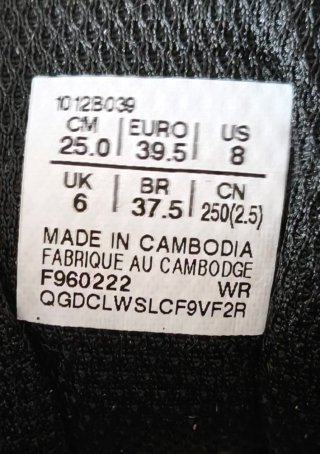 1012B039
CM | EURO | US
25.0 | 39.5 | 8
UK | BR | CN
6 | 37.5 | 250(2.5)
MADE IN CAMBODIA
FABRIQUE AU CAMBODGE
F960222 WR
QGDCLWSLCF9VF2R